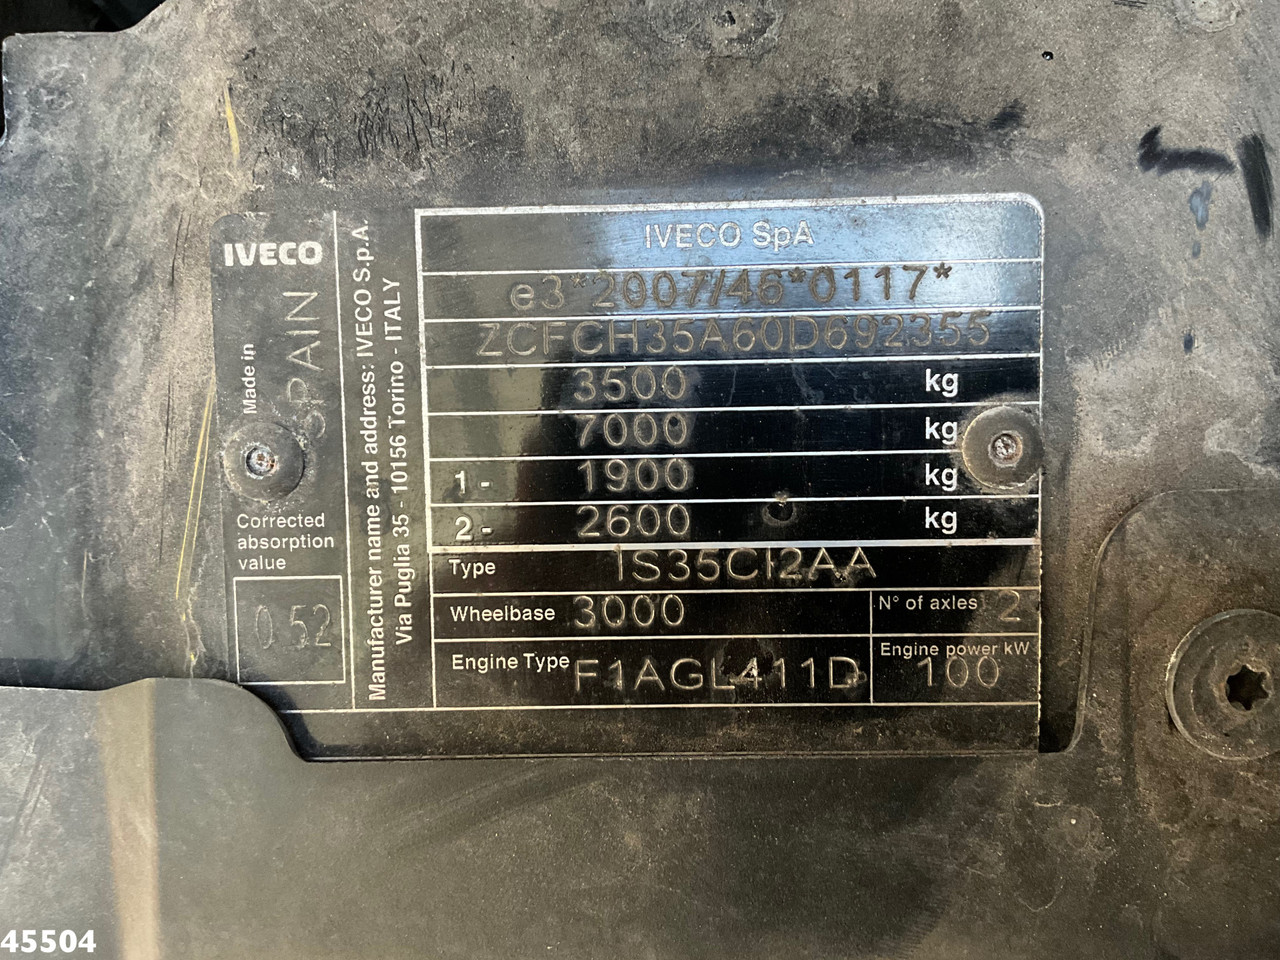 IVECO
Made in SPAIN
Corrected
absorption
value
0.52
Manufacturer name and address: IVECO S.p.A.
Via Puglia 35 - 10156 Torino - ITALY
IVECO SpA
e3*2007/46*0117*
ZCFCH35A60D692355
3500 kg
7000 kg
1- 1900 kg
2- 2600 kg
Type IS35CI2AA
Wheelbase 3000 N° of axles 2
Engine Type F1AGL411D Engine power kW 100
45504